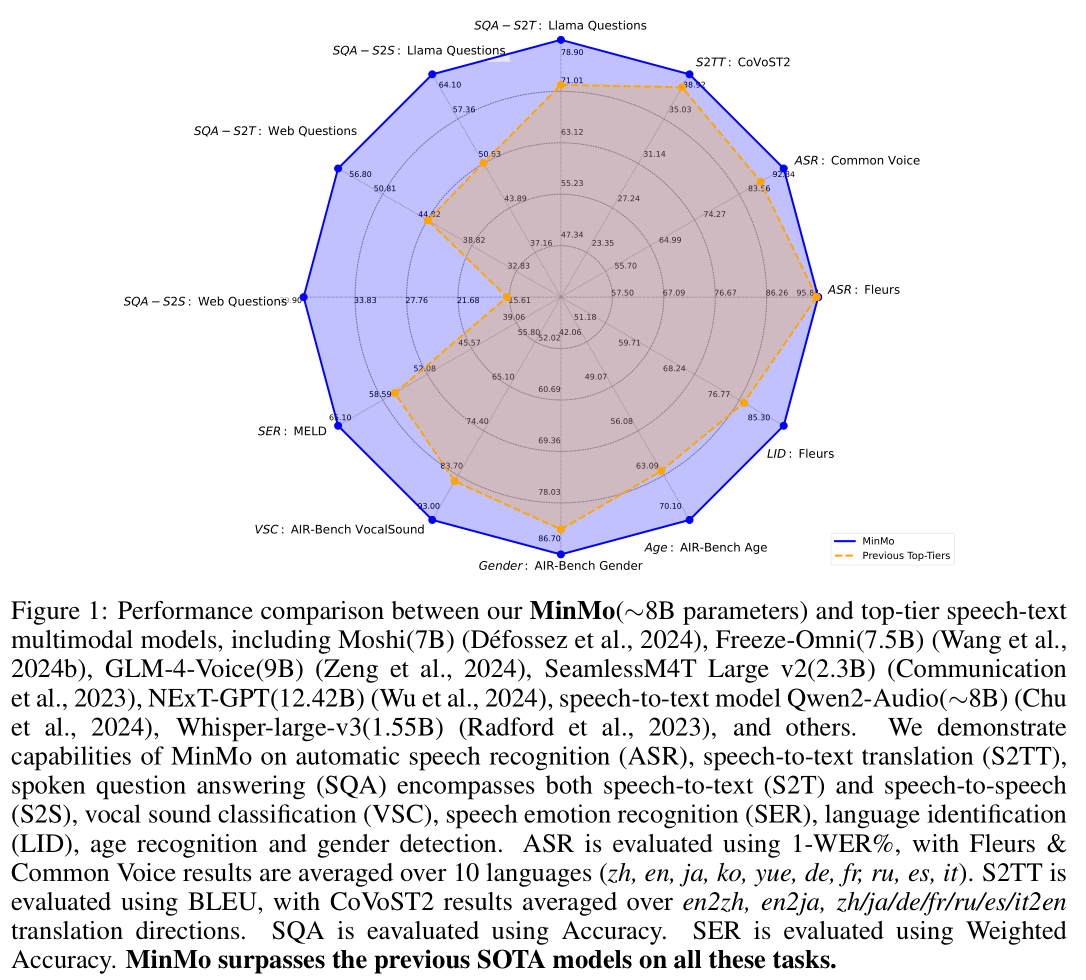 SQA − S2T : Llama Questions
SQA − S2S : Llama Questions
S2TT : CoVoST2
78.90
38.92
64.10
71.01
57.36
35.03
SQA − S2T : Web Questions
63.12
50.63
31.14
ASR : Common Voice
56.80
92.84
50.81
83.56
55.23
43.89
27.24
44.82
74.27
38.82
37.16
47.34
23.35
64.99
32.83
55.70
SQA − S2S : Web Questions
33.83
27.76
21.68
15.61
57.50
67.09
76.67
86.26
ASR : Fleurs
39.06
51.18
55.80
52.02
42.06
45.57
59.71
52.08
65.10
49.07
68.24
58.59
60.69
76.77
65.10
74.40
56.08
85.30
SER : MELD
69.36
LID : Fleurs
83.70
63.09
78.03
93.00
70.10
VSC : AIR-Bench VocalSound
86.70
Age : AIR-Bench Age
Gender : AIR-Bench Gender
MinMo
Previous Top-Tiers
Figure 1: Performance comparison between our MinMo(∼8B parameters) and top-tier speech-text
multimodal models, including Moshi(7B) (Défossez et al., 2024), Freeze-Omni(7.5B) (Wang et al.,
2024b), GLM-4-Voice(9B) (Zeng et al., 2024), SeamlessM4T Large v2(2.3B) (Communication
et al., 2023), NExT-GPT(12.42B) (Wu et al., 2024), speech-to-text model Qwen2-Audio(∼8B) (Chu
et al., 2024), Whisper-large-v3(1.55B) (Radford et al., 2023), and others. We demonstrate
capabilities of MinMo on automatic speech recognition (ASR), speech-to-text translation (S2TT),
spoken question answering (SQA) encompasses both speech-to-text (S2T) and speech-to-speech
(S2S), vocal sound classification (VSC), speech emotion recognition (SER), language identification
(LID), age recognition and gender detection. ASR is evaluated using 1-WER%, with Fleurs &
Common Voice results are averaged over 10 languages (zh, en, ja, ko, yue, de, fr, ru, es, it). S2TT is
evaluated using BLEU, with CoVoST2 results averaged over en2zh, en2ja, zh/ja/de/fr/ru/es/it2en
translation directions. SQA is eavaluated using Accuracy. SER is evaluated using Weighted
Accuracy. MinMo surpasses the previous SOTA models on all these tasks.